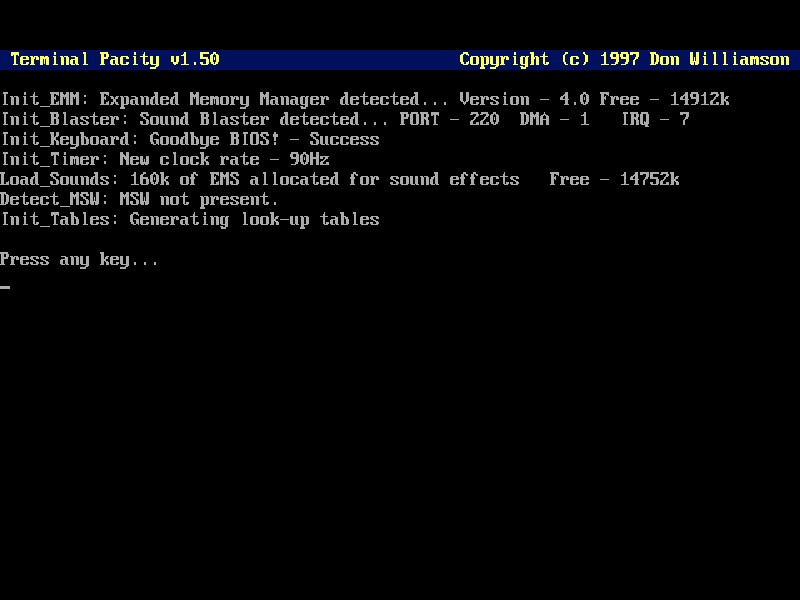 Terminal Pacity v1.50 Copyright (c) 1997 Don Williamson
Init_EMM: Expanded Memory Manager detected... Version - 4.0 Free - 14912k
Init_Blaster: Sound Blaster detected... PORT - 220 DMA - 1 IRQ - 7
Init_Keyboard: Goodbye BIOS! - Success
Init_Timer: New clock rate - 90Hz
Load_Sounds: 160k of EMS allocated for sound effects Free - 14752k
Detect_MSW: MSW not present.
Init_Tables: Generating look-up tables
Press any key...
_